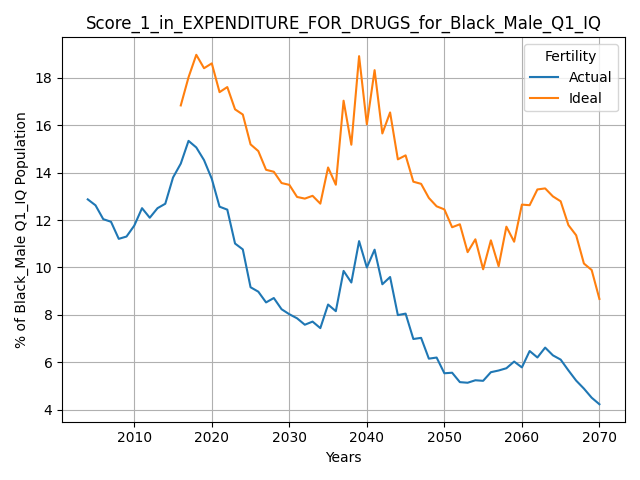 Score_1_in_EXPENDITURE_FOR_DRUGS_for_Black_Male_Q1_IQ
Fertility
Actual
Ideal
% of Black_Male Q1_IQ Population
18
16
14
12
10
8
6
4
2010 2020 2030 2040 2050 2060 2070
Years